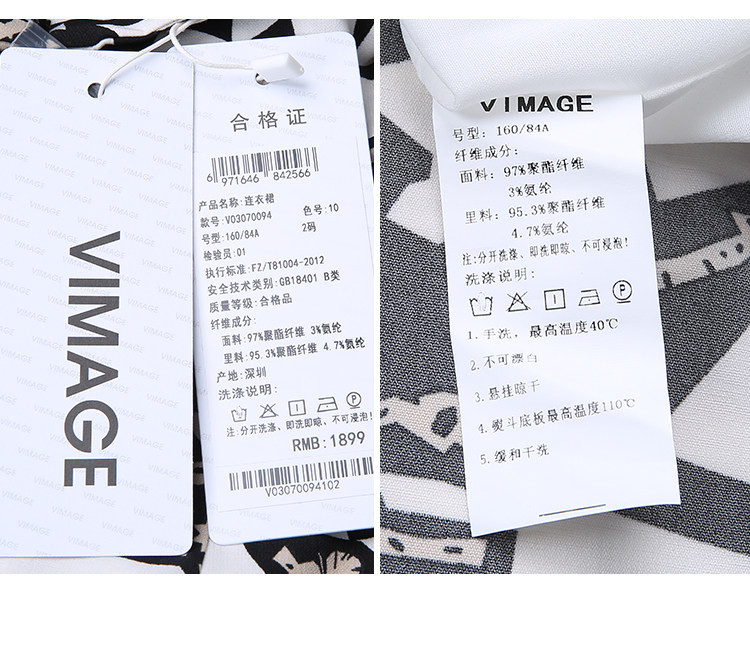 VIMAGE
合格证
6 971646 842566
产品名称: 连衣裙
款号: V03070094 色号: 10
号型: 160/84A 2码
检验员: 01
执行标准: FZ/T81004-2012
安全技术类别: GB18401 B类
质量等级: 合格品
纤维成分:
面料: 97%聚酯纤维 3%氨纶
里料: 95.3%聚酯纤维 4.7%氨纶
产地: 深圳
洗涤说明:
P
注: 分开洗涤、即洗即晾、不可浸泡!
RMB: 1899
V03070094102
VIMAGE
号型: 160/84A
纤维成分:
面料: 97%聚酯纤维
3%氨纶
里料: 95.3%聚酯纤维
4.7%氨纶
注: 分开洗涤、即洗即晾、不可浸泡!
洗涤说明:
P
1. 手洗, 最高温度40℃
2. 不可漂白
3. 悬挂晾干
4. 熨斗底板最高温度110℃
5. 缓和干洗